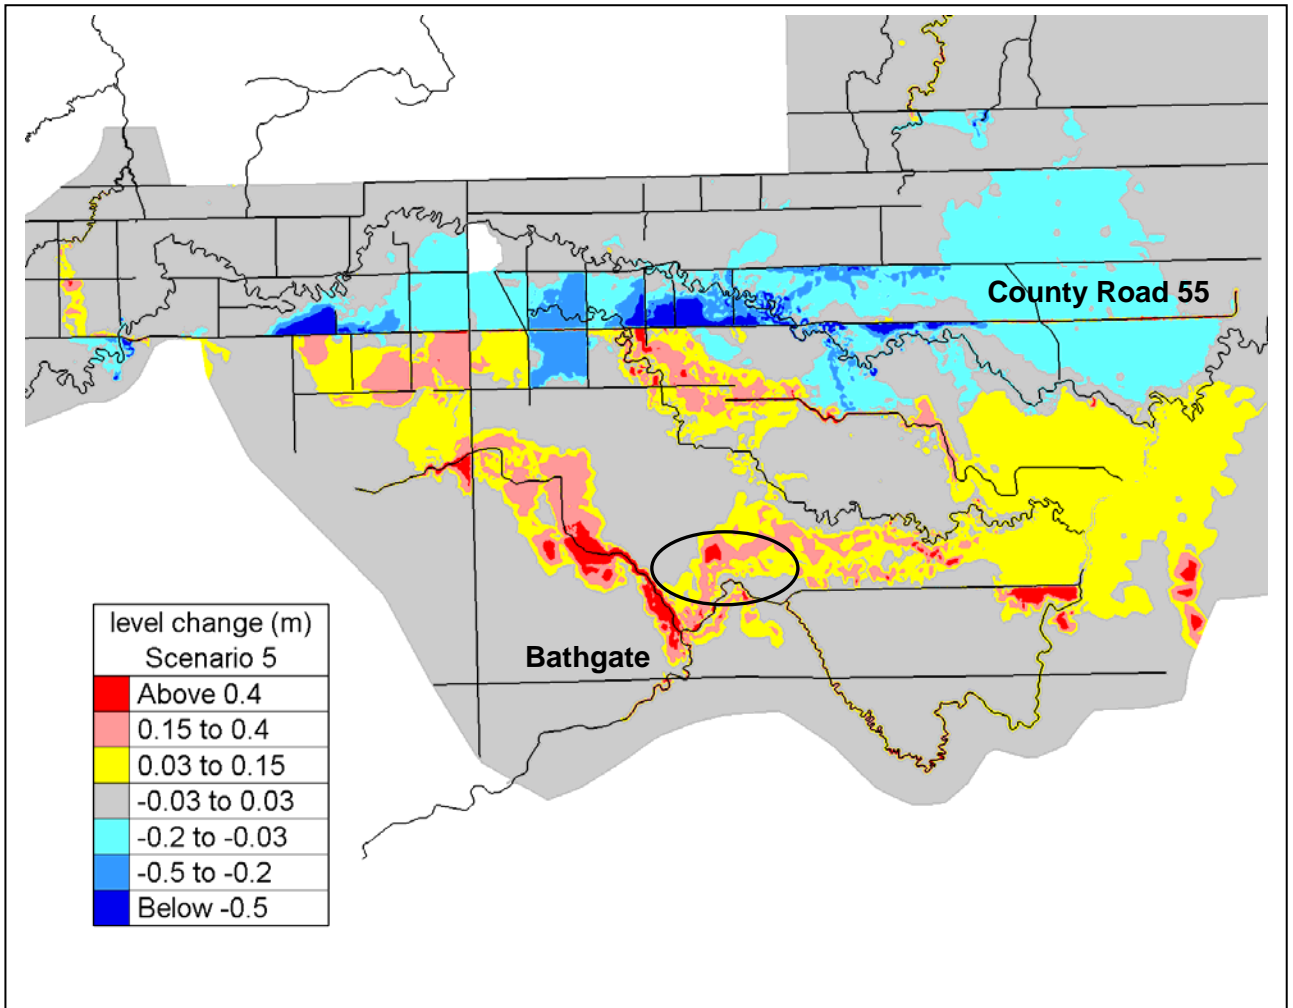 County Road 55
Bathgate
level change (m)
Scenario 5
Above 0.4
0.15 to 0.4
0.03 to 0.15
-0.03 to 0.03
-0.2 to -0.03
-0.5 to -0.2
Below -0.5